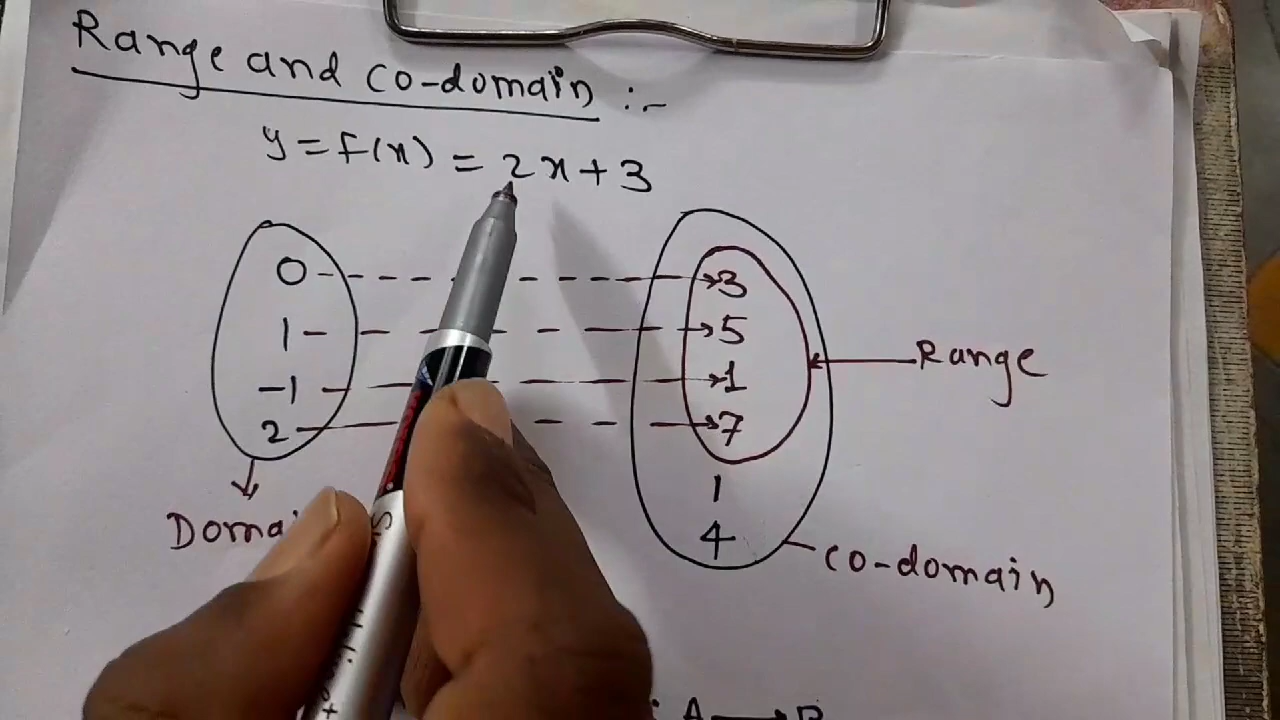 Range and co-domain :-
y = f(x) = 2x+3
0 3
1 5
-1 1
2 7
Range
1
4
co-domain
A